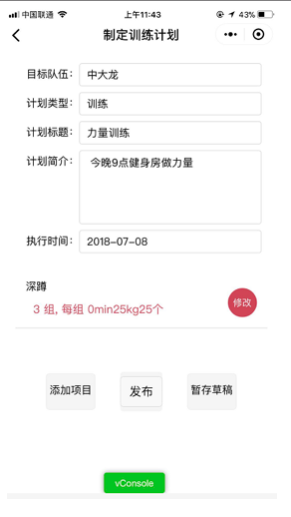 中国联通 上午11:43 43%
制定训练计划
目标队伍: 中大龙
计划类型: 训练
计划标题: 力量训练
计划简介: 今晚9点健身房做力量
执行时间: 2018-07-08
深蹲
3 组, 每组 0min25kg25个
修改
添加项目 发布 暂存草稿
vConsole